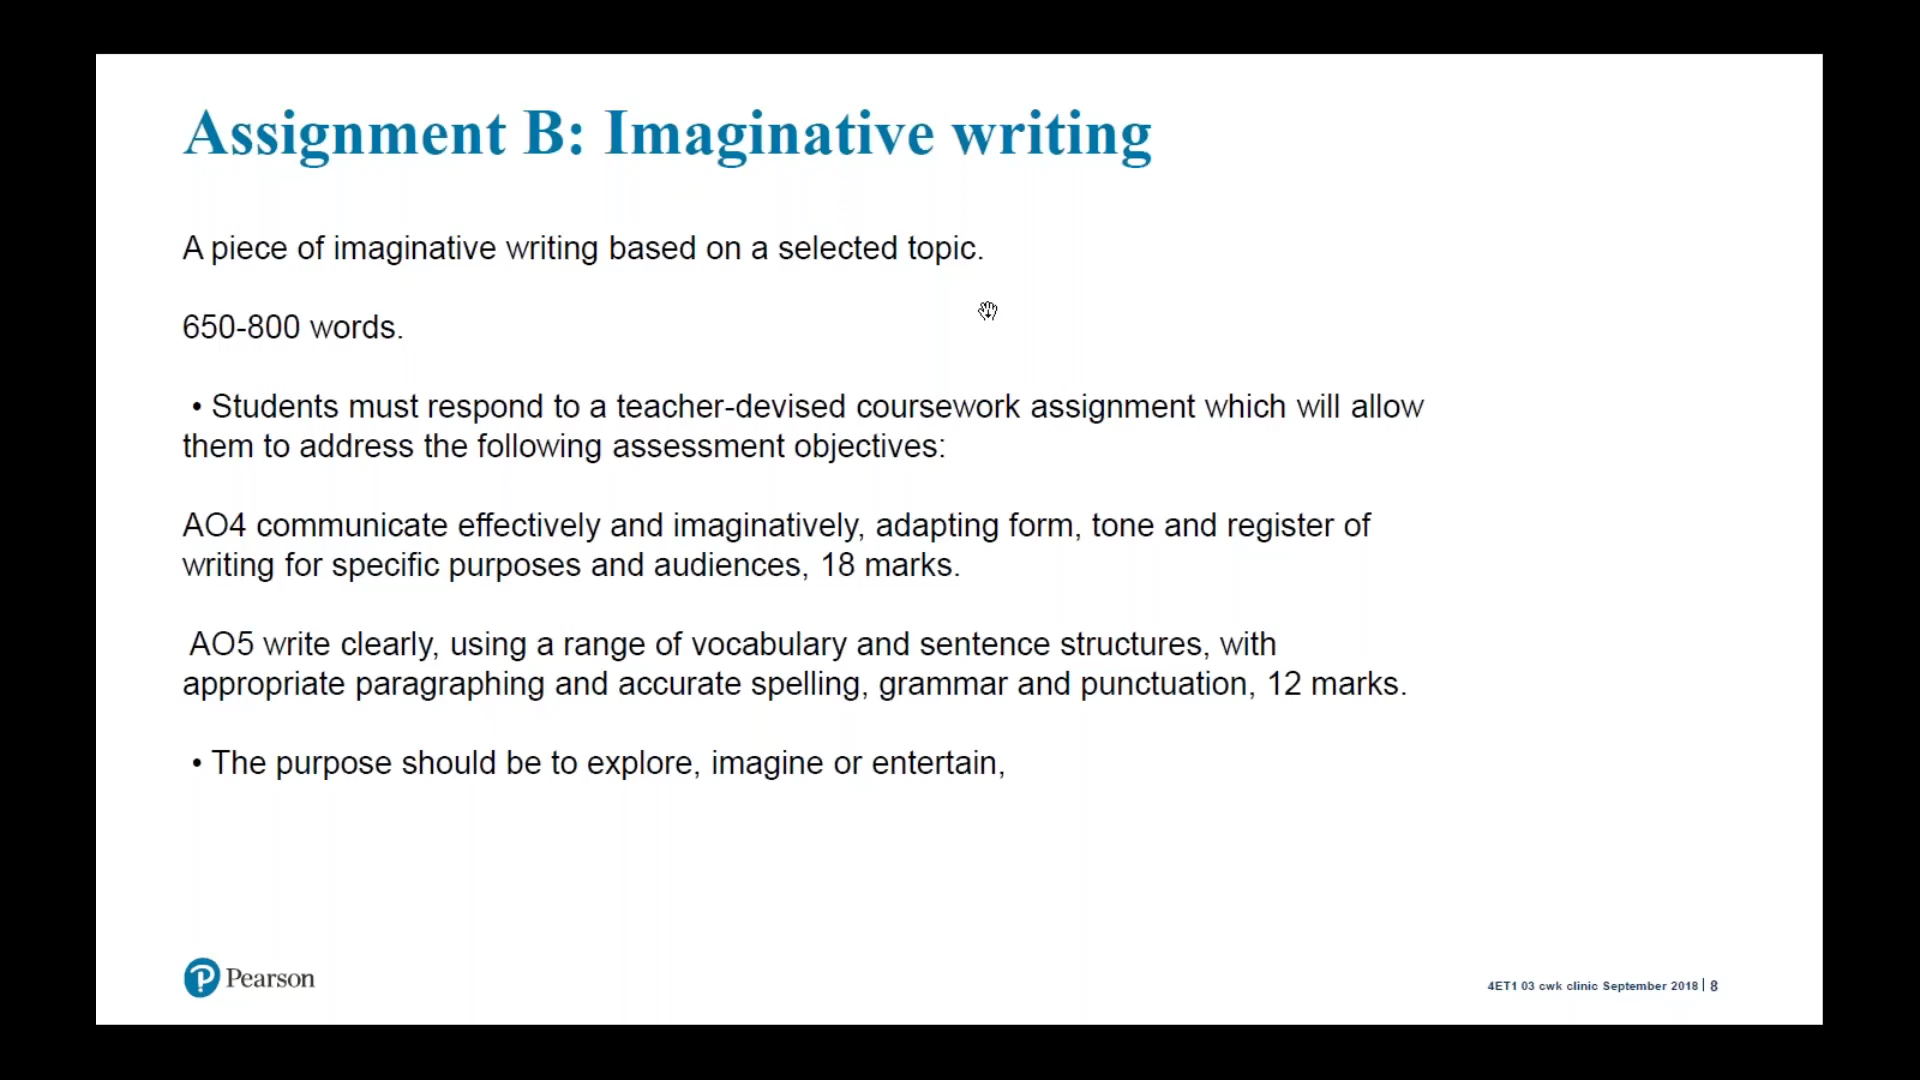 Assignment B: Imaginative writing
A piece of imaginative writing based on a selected topic.
650-800 words.
• Students must respond to a teacher-devised coursework assignment which will allow
them to address the following assessment objectives:
AO4 communicate effectively and imaginatively, adapting form, tone and register of
writing for specific purposes and audiences, 18 marks.
AO5 write clearly, using a range of vocabulary and sentence structures, with
appropriate paragraphing and accurate spelling, grammar and punctuation, 12 marks.
• The purpose should be to explore, imagine or entertain,
Pearson
4ET1 03 cwk clinic September 2018 | 8